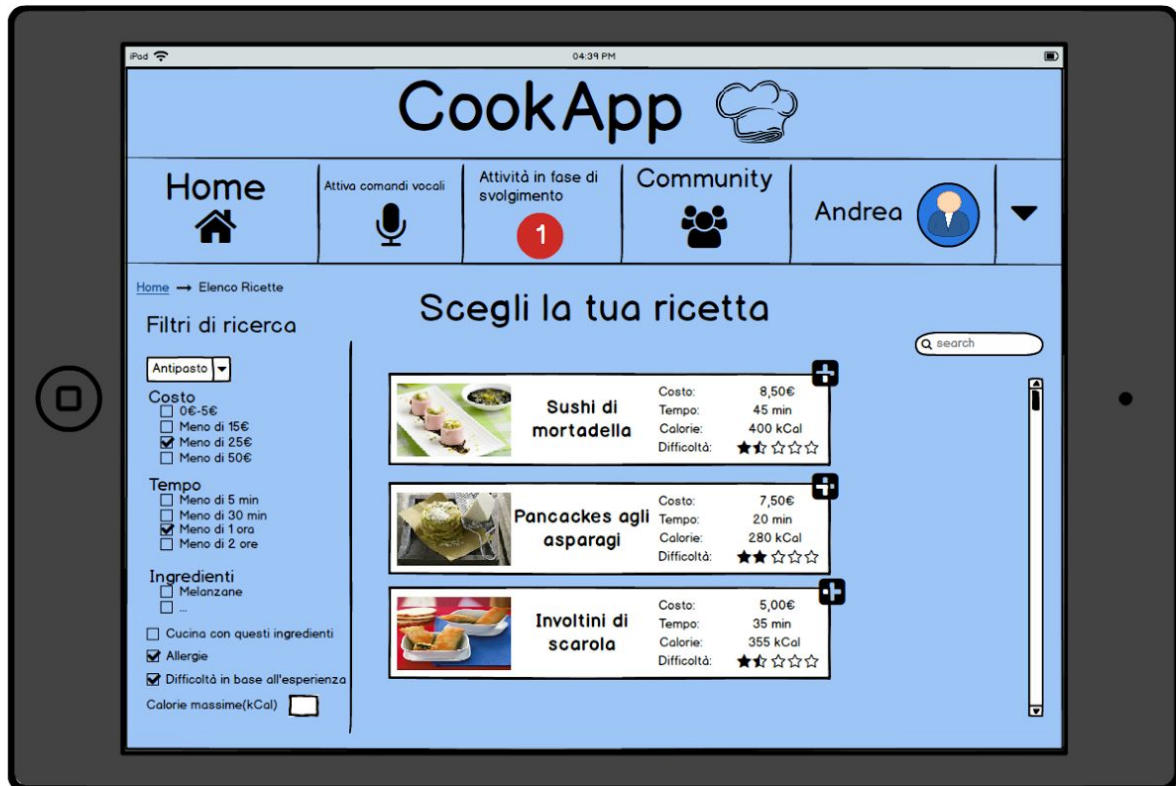 iPad
04:39 PM
CookApp
Home
Attiva comandi vocali
Attività in fase di
svolgimento
1
Community
Andrea
Home → Elenco Ricette
Scegli la tua ricetta
search
Filtri di ricerca
Antipasto
Costo
0€-5€
Meno di 15€
Meno di 25€
Meno di 50€
Tempo
Meno di 5 min
Meno di 30 min
Meno di 1 ora
Meno di 2 ore
Ingredienti
Melanzane
...
Cucina con questi ingredienti
Allergie
Difficoltà in base all'esperienza
Calorie massime(kCal)
Sushi di
mortadella
Costo: 8,50€
Tempo: 45 min
Calorie: 400 kCal
Difficoltà:
Pancackes agli
asparagi
Costo: 7,50€
Tempo: 20 min
Calorie: 280 kCal
Difficoltà:
Involtini di
scarola
Costo: 5,00€
Tempo: 35 min
Calorie: 355 kCal
Difficoltà: